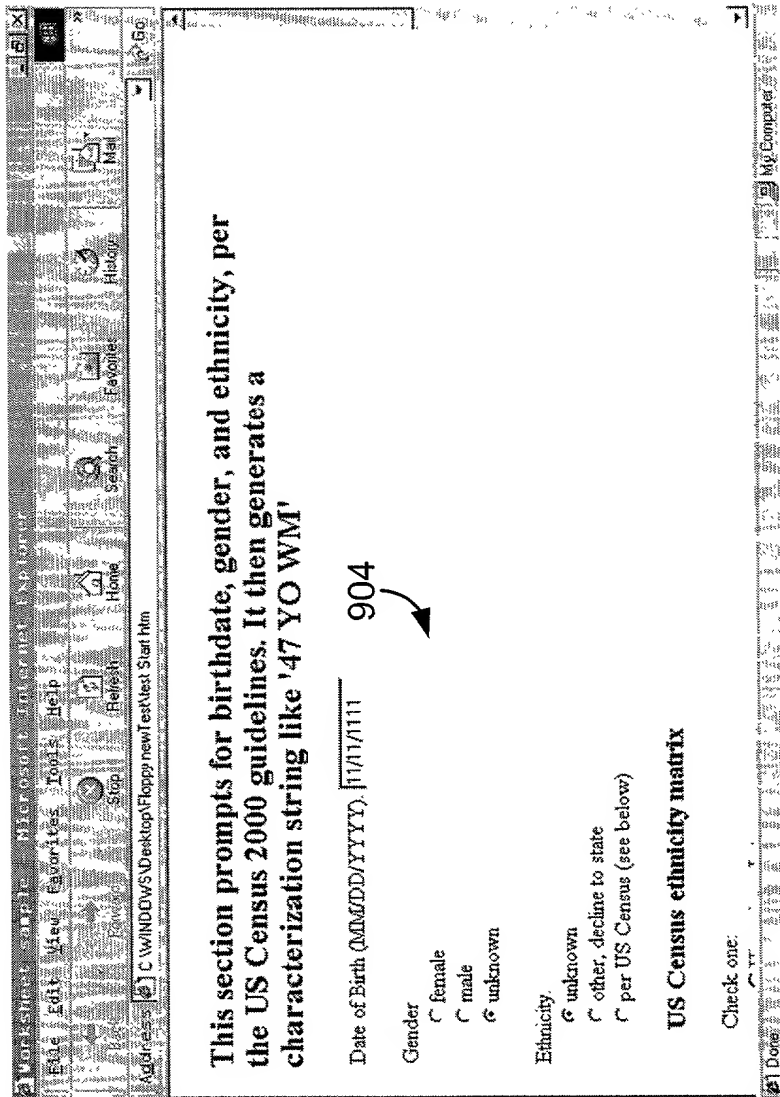 Worksheet sample Microsoft Internet Explorer
File Edit View Favorites Tools Help
Stop Refresh Home Search Favorites History Mail
Address C \WINDOWS\Desktop\Floppy newTest\test Start htm Go
This section prompts for birthdate, gender, and ethnicity, per
the US Census 2000 guidelines. It then generates a
characterization string like '47 YO WM'
904
Date of Birth (MM/DD/YYYY). 11/11/1111
Gender
female
male
unknown
Ethnicity.
unknown
other, decline to state
per US Census (see below)
US Census ethnicity matrix
Check one:
Done My Computer